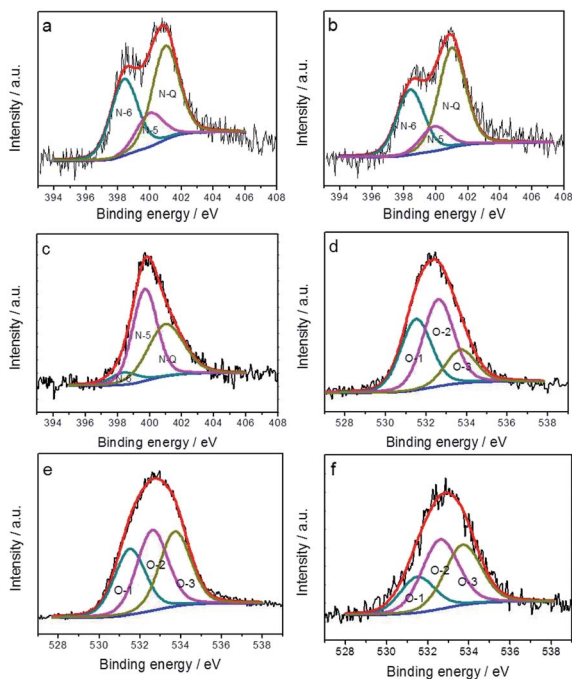 a
Intensity / a.u.
N-6
N-5
N-Q
394 396 398 400 402 404 406 408
Binding energy / eV
b
Intensity / a.u.
N-6
N-5
N-Q
394 396 398 400 402 404 406 408
Binding energy / eV
c
Intensity / a.u.
N-5
N-Q
N-6
394 396 398 400 402 404 406 408
Binding energy / eV
d
Intensity / a.u.
O-1
O-2
O-3
528 530 532 534 536 538
Binding energy / eV
e
Intensity / a.u.
O-1
O-2
O-3
528 530 532 534 536 538
Binding energy / eV
f
Intensity / a.u.
O-1
O-2
O-3
528 530 532 534 536 538
Binding energy / eV